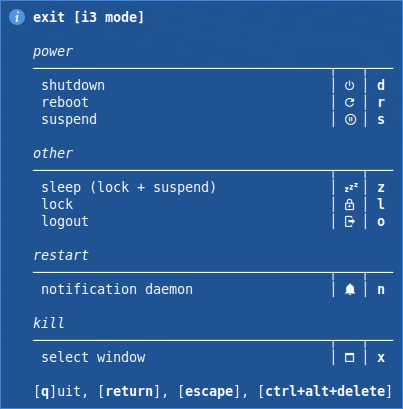 exit [i3 mode]
power
shutdown | | d
reboot | | r
suspend | | s
other
sleep (lock + suspend) | zzz | z
lock | | l
logout | | o
restart
notification daemon | | n
kill
select window | | x
[q]uit, [return], [escape], [ctrl+alt+delete]